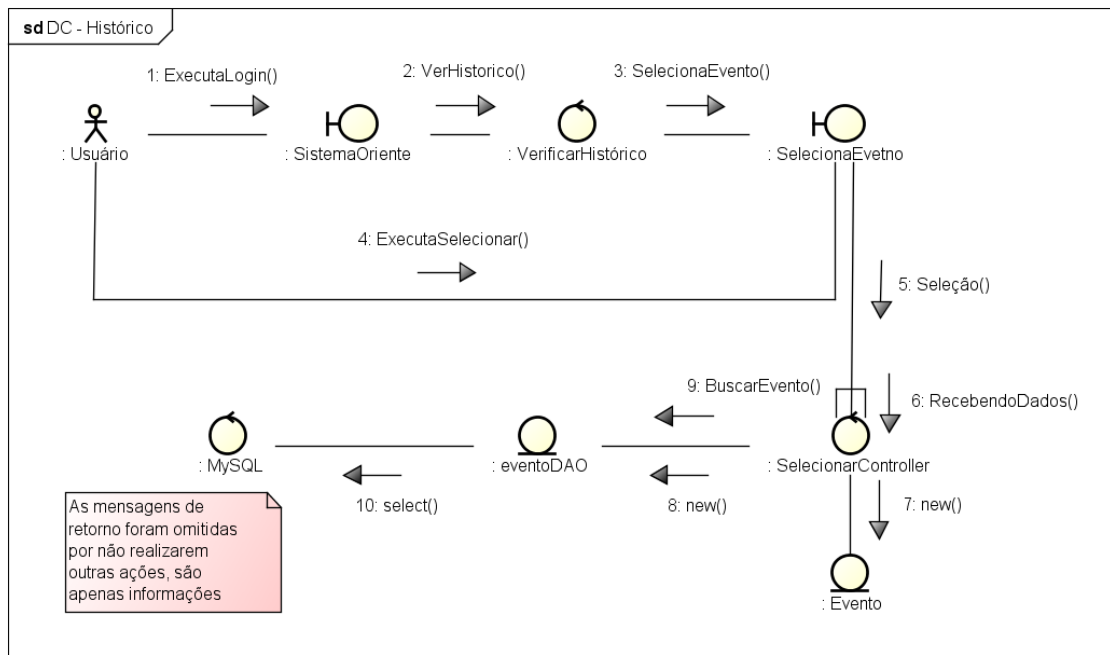 sd DC - Histórico
1: ExecutaLogin()
2: VerHistorico()
3: SelecionaEvento()
: Usuário
: SistemaOriente
: VerificarHistórico
: SelecionaEvetno
4: ExecutaSelecionar()
5: Seleção()
9: BuscarEvento()
6: RecebendoDados()
: MySQL
: eventoDAO
: SelecionarController
10: select()
8: new()
7: new()
As mensagens de
retorno foram omitidas
por não realizarem
outras ações, são
apenas informações
: Evento